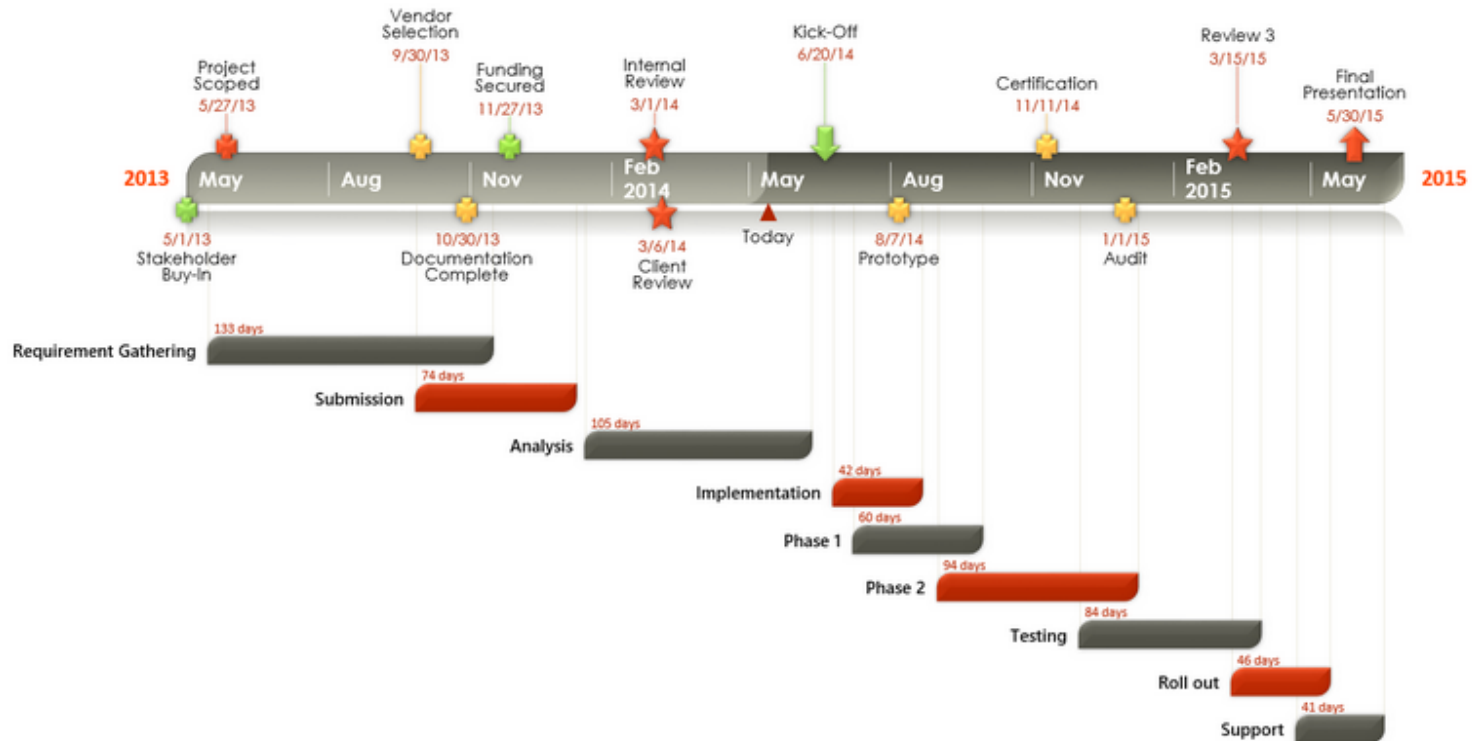 Vendor
Selection
9/30/13
Kick-Off
6/20/14
Review 3
3/15/15
Project
Scoped
5/27/13
Funding
Secured
11/27/13
Internal
Review
3/1/14
Certification
11/11/14
Final
Presentation
5/30/15
2013
May
Aug
Nov
Feb
2014
May
Aug
Nov
Feb
2015
May
2015
5/1/13
Stakeholder
Buy-In
10/30/13
Documentation
Complete
3/6/14
Client
Review
Today
8/7/14
Prototype
1/1/15
Audit
133 days
Requirement Gathering
74 days
Submission
105 days
Analysis
42 days
Implementation
60 days
Phase 1
94 days
Phase 2
84 days
Testing
46 days
Roll out
41 days
Support